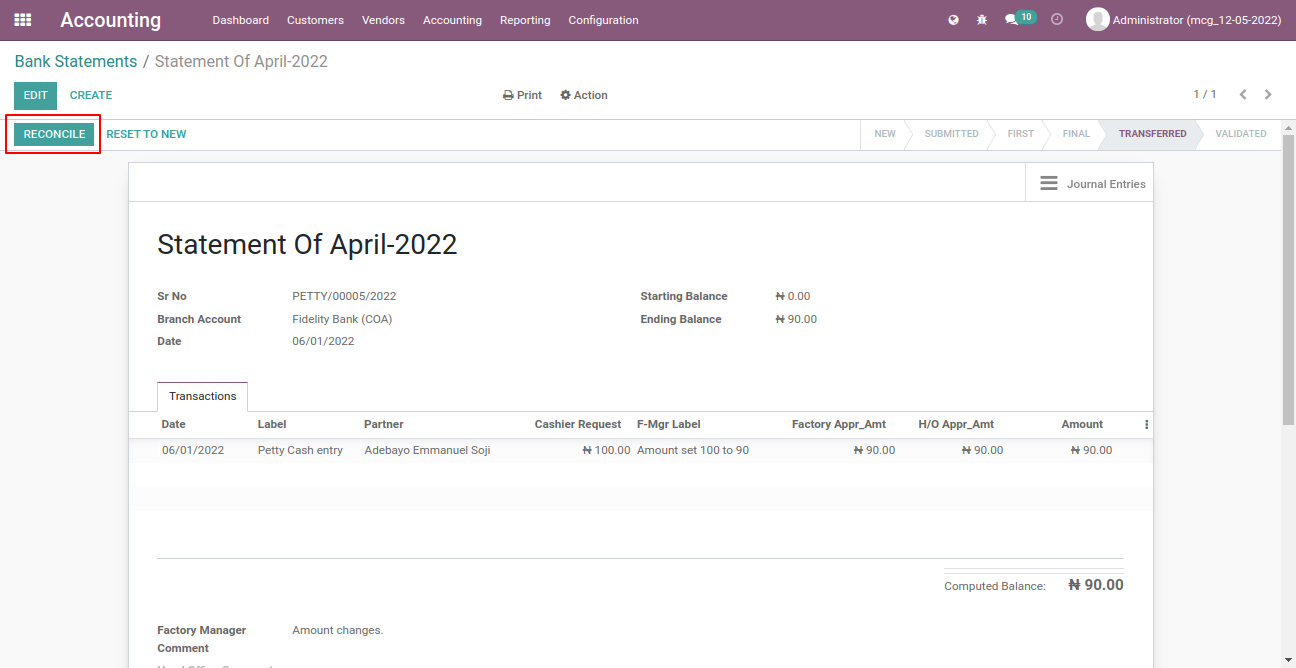 Accounting Dashboard Customers Vendors Accounting Reporting Configuration 10 Administrator (mcg_12-05-2022)
Bank Statements / Statement Of April-2022
EDIT CREATE Print Action 1 / 1
RECONCILE RESET TO NEW NEW SUBMITTED FIRST FINAL TRANSFERRED VALIDATED
Journal Entries
Statement Of April-2022
Sr No PETTY/00005/2022 Starting Balance ₦ 0.00
Branch Account Fidelity Bank (COA) Ending Balance ₦ 90.00
Date 06/01/2022
Transactions
Date Label Partner Cashier Request F-Mgr Label Factory Appr_Amt H/O Appr_Amt Amount
06/01/2022 Petty Cash entry Adebayo Emmanuel Soji ₦ 100.00 Amount set 100 to 90 ₦ 90.00 ₦ 90.00 ₦ 90.00
Computed Balance: ₦ 90.00
Factory Manager Amount changes.
Comment